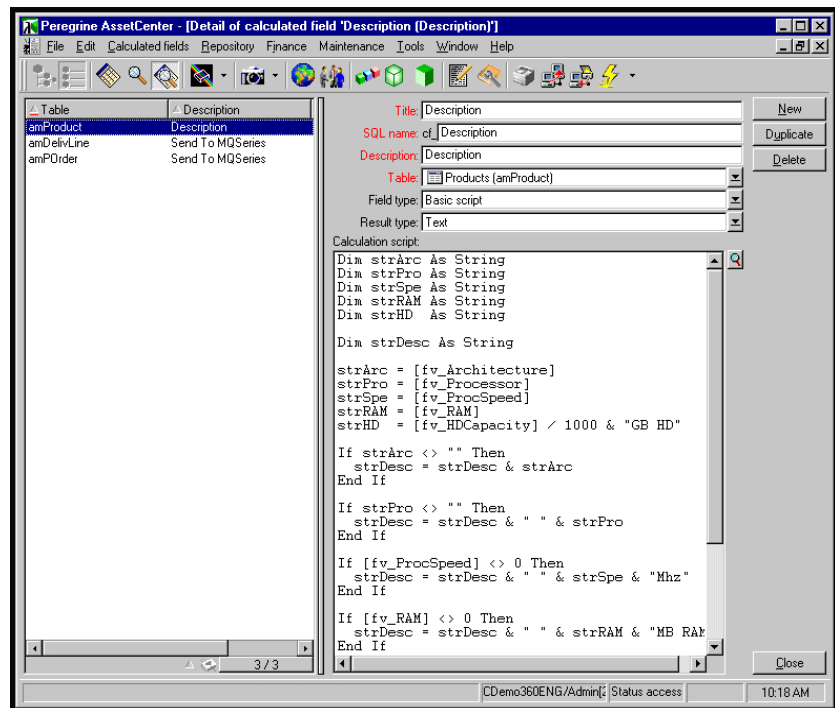 Peregrine AssetCenter - [Detail of calculated field 'Description (Description)']
File Edit Calculated fields Repository Finance Maintenance Tools Window Help
Table Description
amProduct Description
amDelivLine Send To MQSeries
amPOrder Send To MQSeries
3/3
Title: Description
SQL name: cf_ Description
Description: Description
Table: Products (amProduct)
Field type: Basic script
Result type: Text
Calculation script:
Dim strArc As String
Dim strPro As String
Dim strSpe As String
Dim strRAM As String
Dim strHD As String
Dim strDesc As String
strArc = [fv_Architecture]
strPro = [fv_Processor]
strSpe = [fv_ProcSpeed]
strRAM = [fv_RAM]
strHD = [fv_HDCapacity] / 1000 & "GB HD"
If strArc <> "" Then
strDesc = strDesc & strArc
End If
If strPro <> "" Then
strDesc = strDesc & " " & strPro
End If
If [fv_ProcSpeed] <> 0 Then
strDesc = strDesc & " " & strSpe & "Mhz"
End If
If [fv_RAM] <> 0 Then
strDesc = strDesc & " " & strRAM & "MB RAM
End If
New
Duplicate
Delete
Close
CDemo360ENG/Admin[2 Status access 10:18 AM